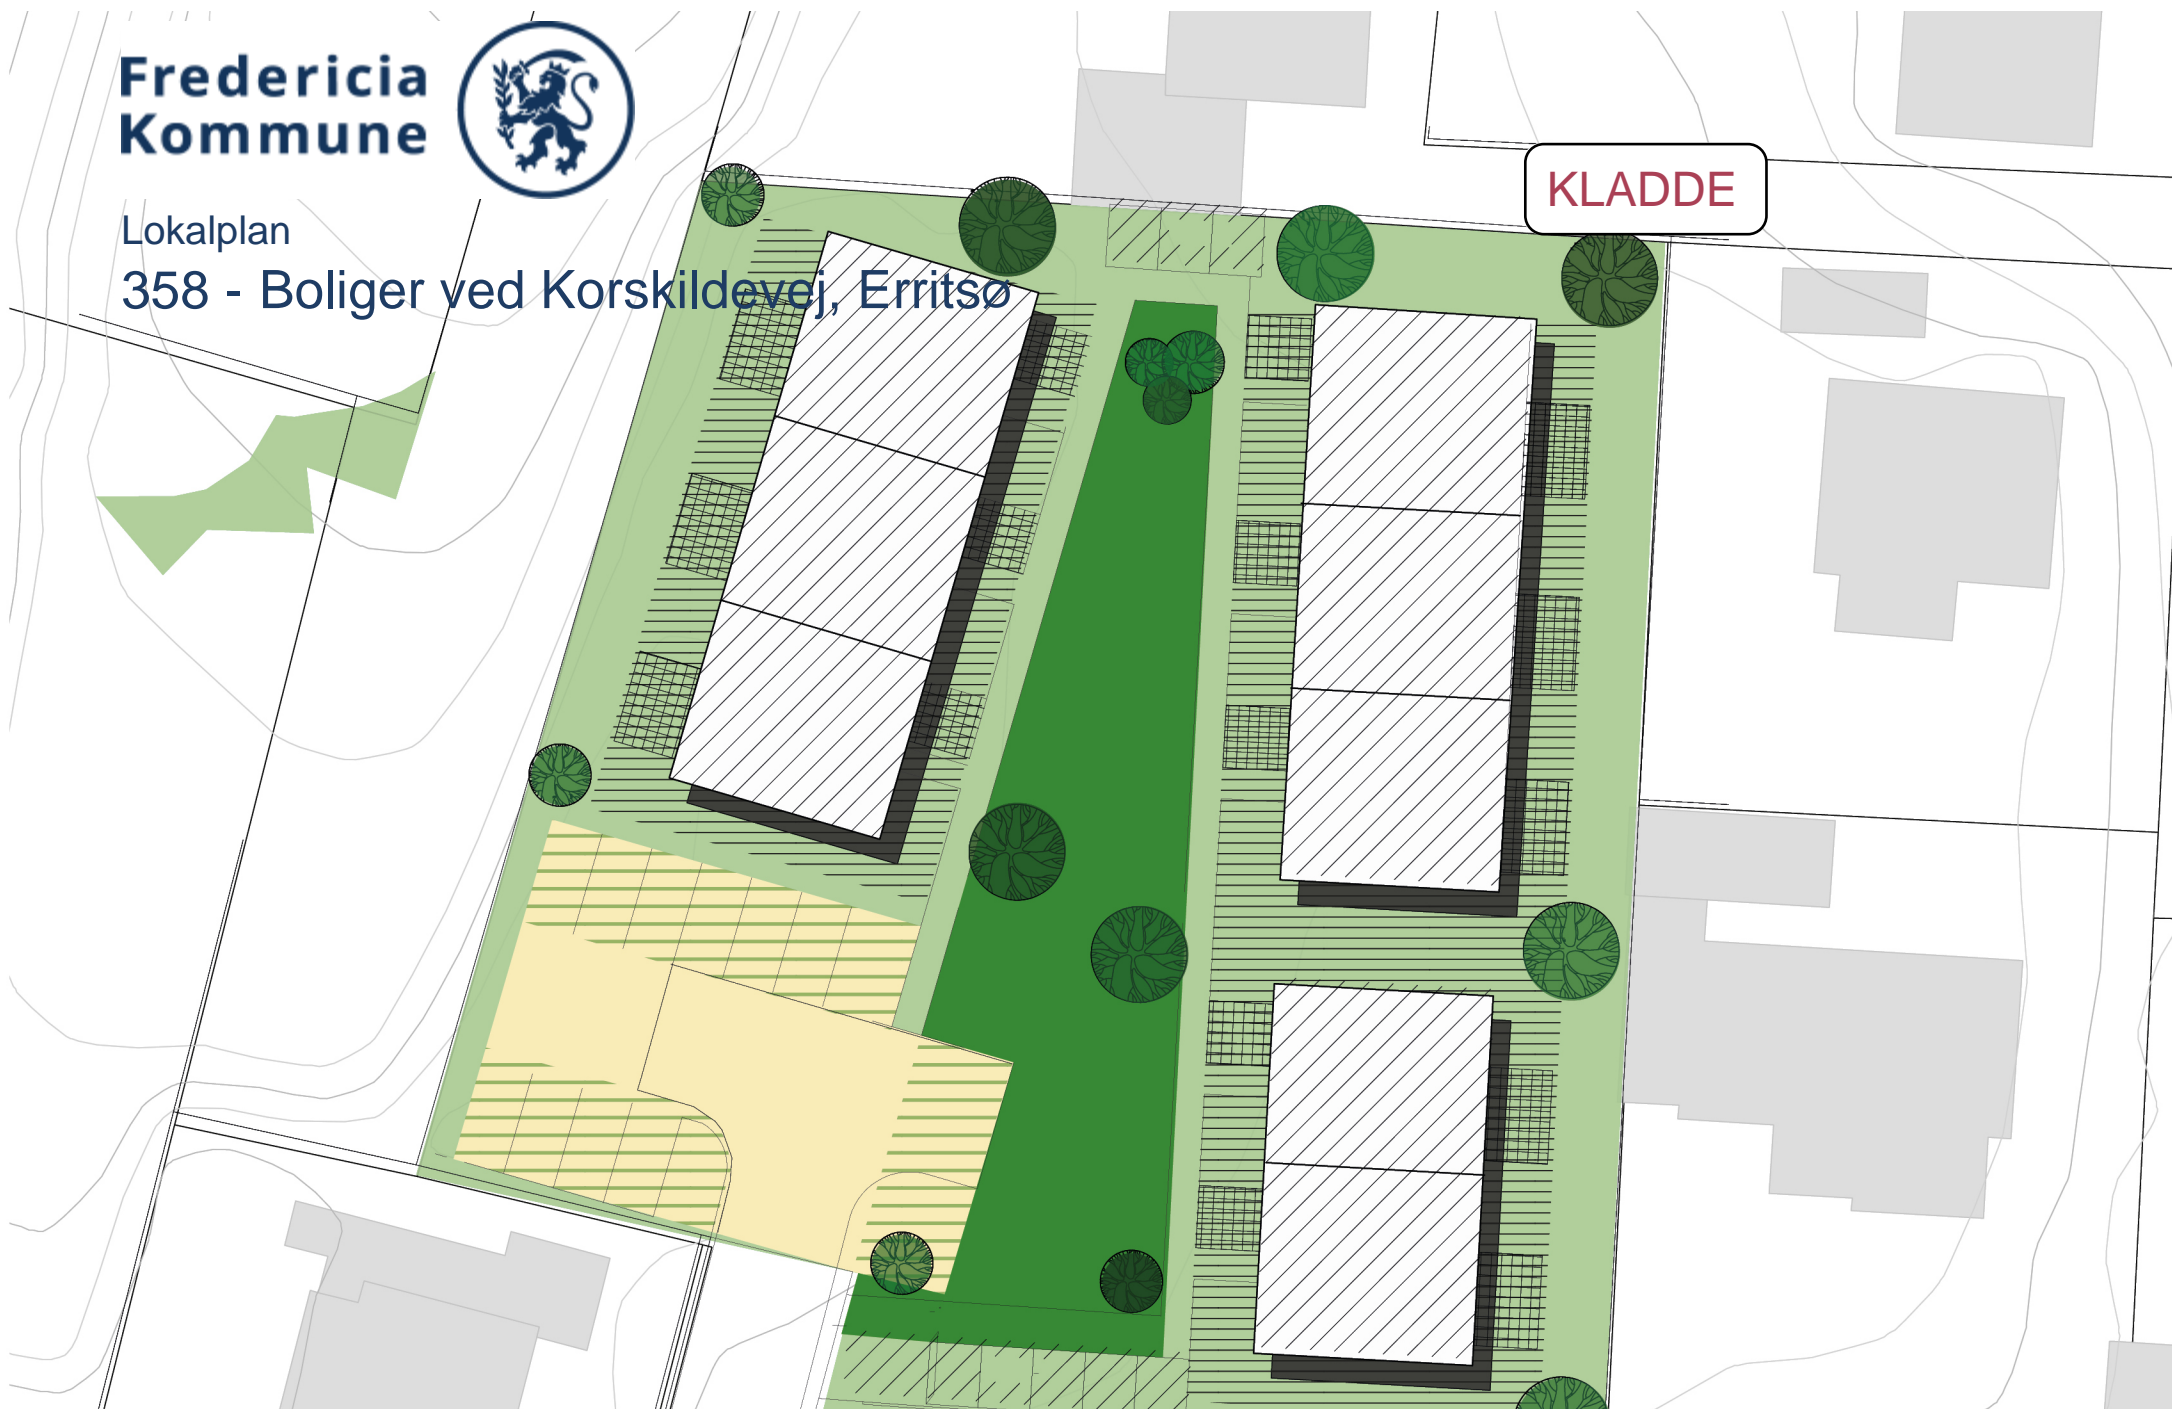 Fredericia
Kommune
KLADDE
Lokalplan
358 - Boliger ved Korskildevej, Erritsø